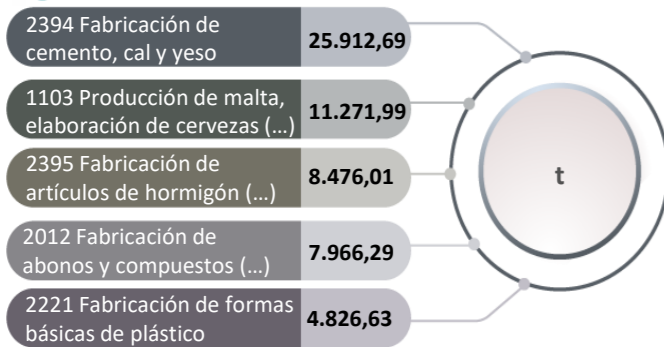 2394 Fabricación de
cemento, cal y yeso
25.912,69
1103 Producción de malta,
elaboración de cervezas (...)
11.271,99
2395 Fabricación de
artículos de hormigón (...)
8.476,01
2012 Fabricación de
abonos y compuestos (...)
7.966,29
2221 Fabricación de formas
básicas de plástico
4.826,63
t